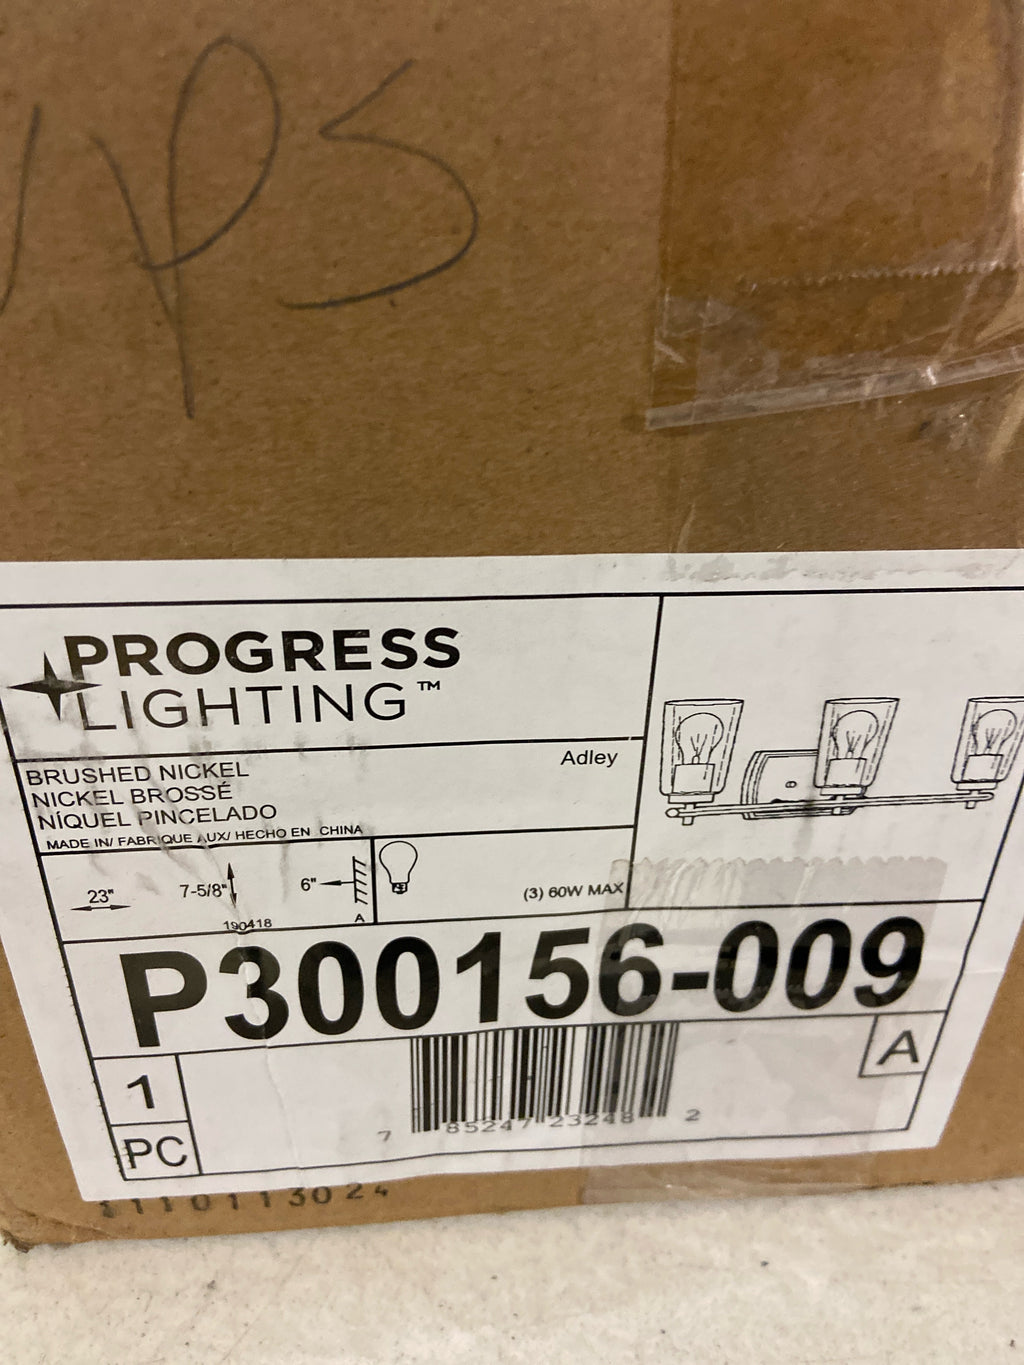 UPS
PROGRESS
LIGHTING™
BRUSHED NICKEL
NICKEL BROSSÉ
NÍQUEL PINCELADO
MADE IN/ FABRIQUE AUX/ HECHO EN CHINA
Adley
23"
7-5/8"
6"
A
190418
(3) 60W MAX
P300156-009
1
PC
7 85247 23248 2
A
1110113024